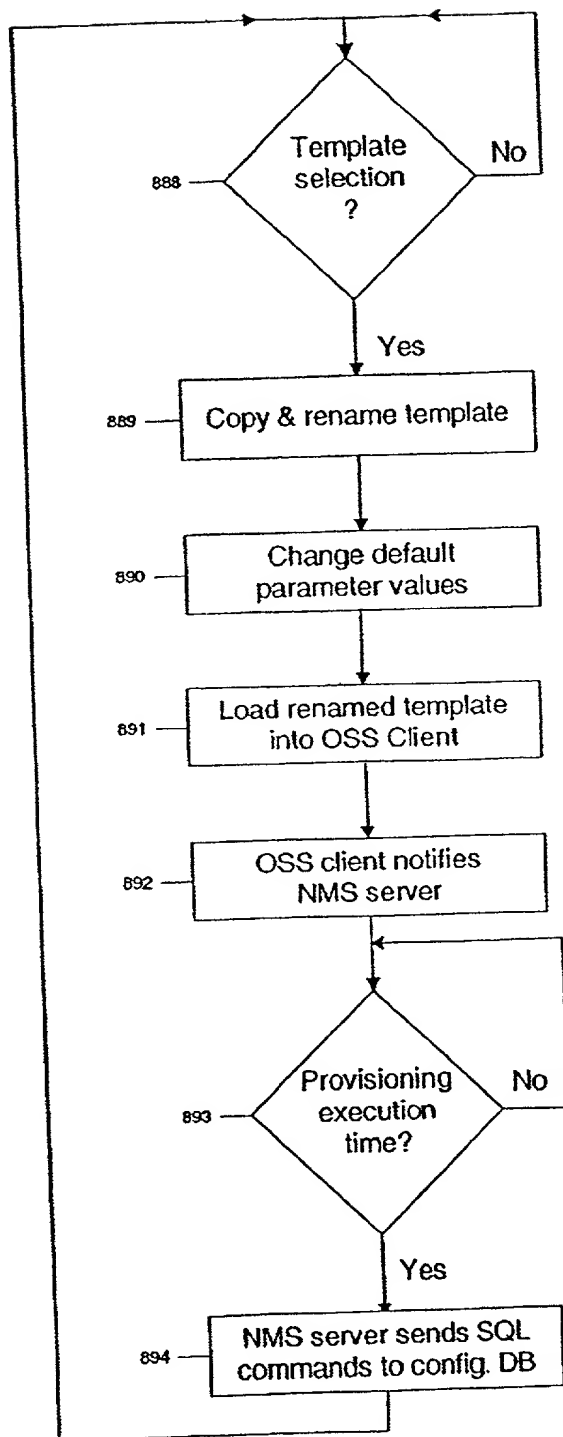 Template
selection
?
888
No
Yes
889
Copy & rename template
890
Change default
parameter values
891
Load renamed template
into OSS Client
892
OSS client notifies
NMS server
893
Provisioning
execution
time?
No
Yes
894
NMS server sends SQL
commands to config. DB